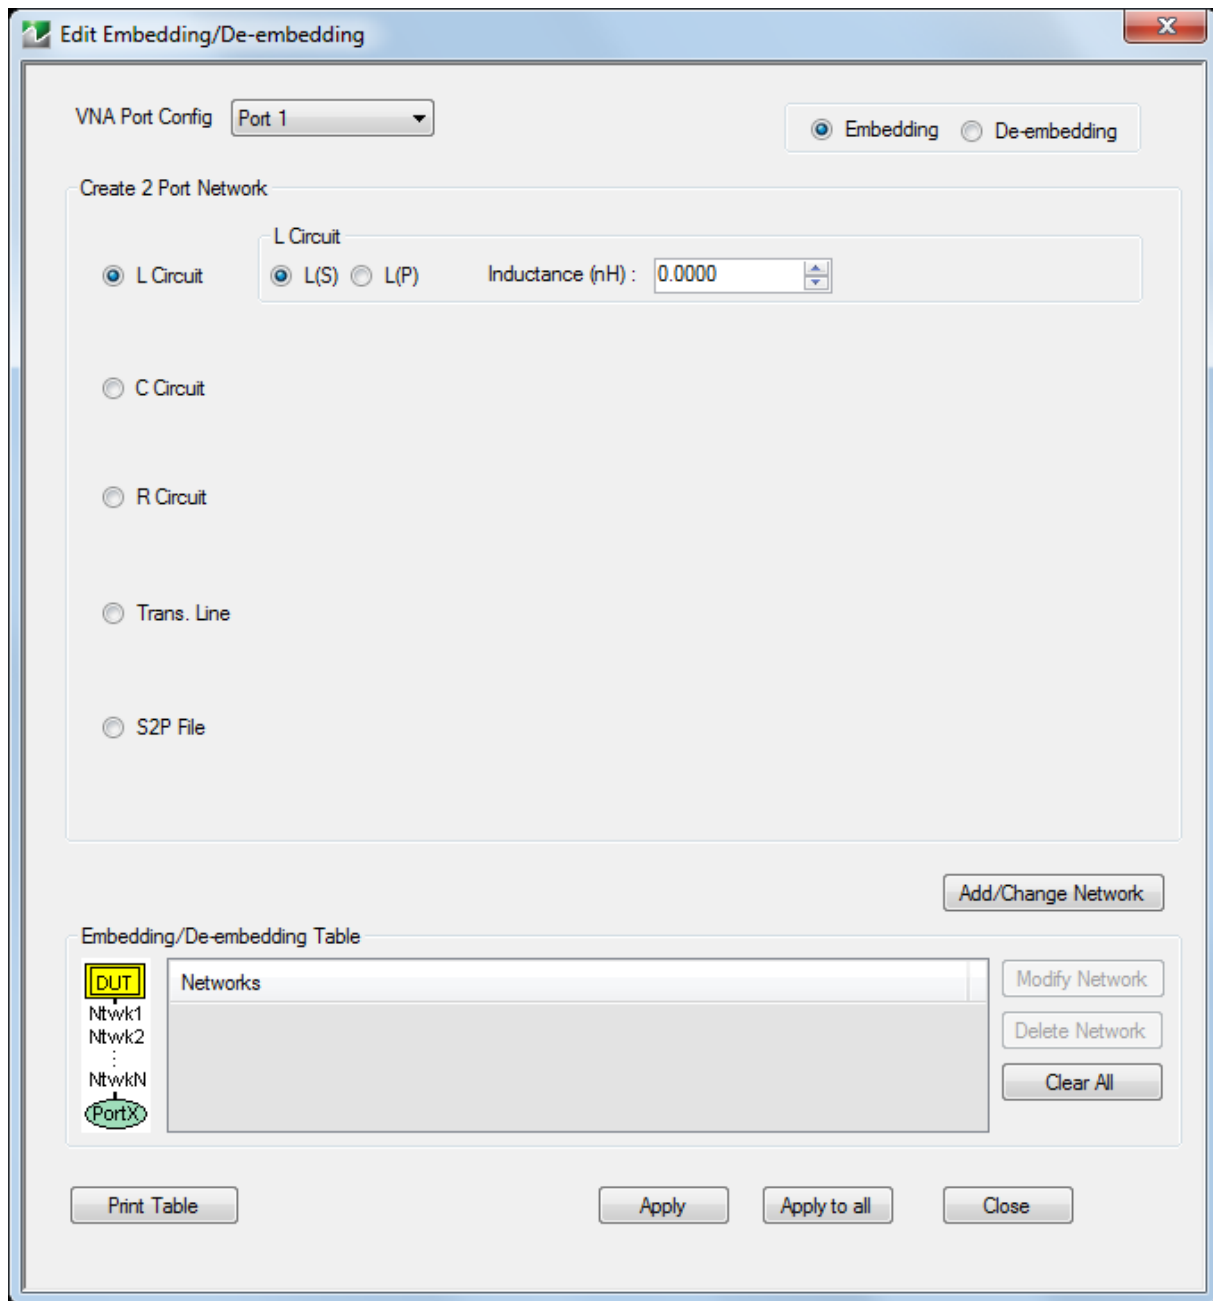 Edit Embedding/De-embedding
VNA Port Config Port 1 Embedding De-embedding
Create 2 Port Network
L Circuit
L Circuit L(S) L(P) Inductance (nH) : 0.0000
C Circuit
R Circuit
Trans. Line
S2P File
Add/Change Network
Embedding/De-embedding Table
DUT Networks Modify Network
Ntwk1
Ntwk2 Delete Network
:
NtwkN Clear All
PortX
Print Table Apply Apply to all Close